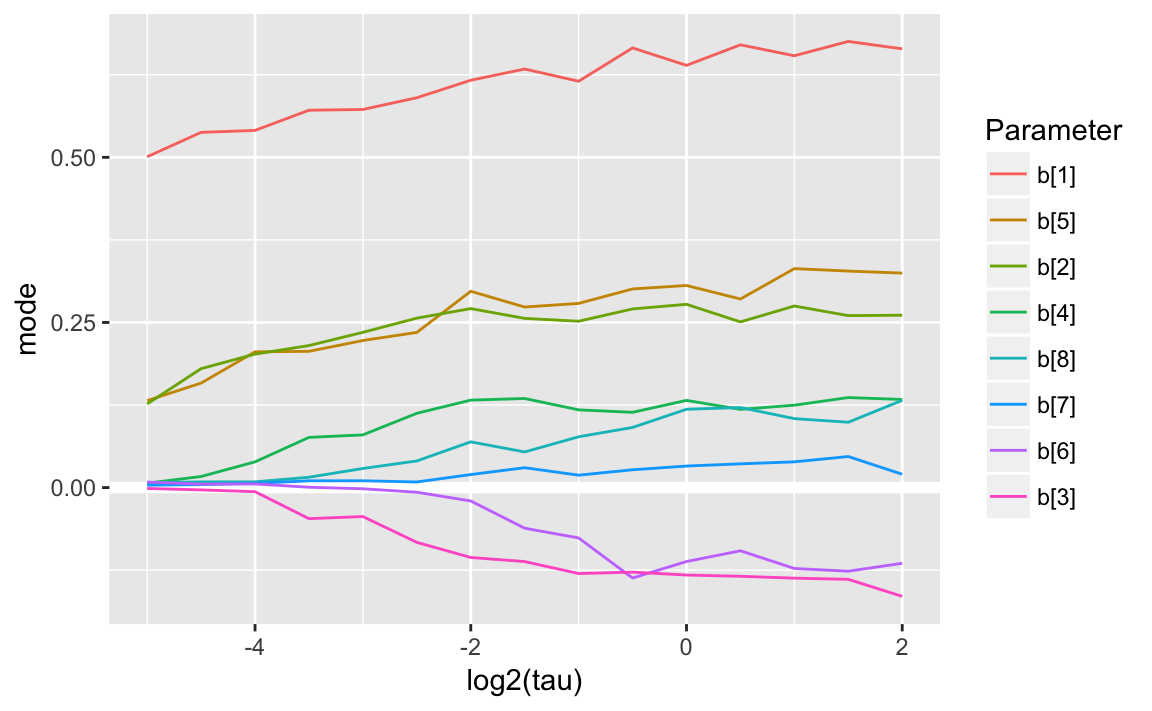 mode
0.50
0.25
0.00
-4
-2
0
2
log2(tau)
Parameter
b[1]
b[5]
b[2]
b[4]
b[8]
b[7]
b[6]
b[3]